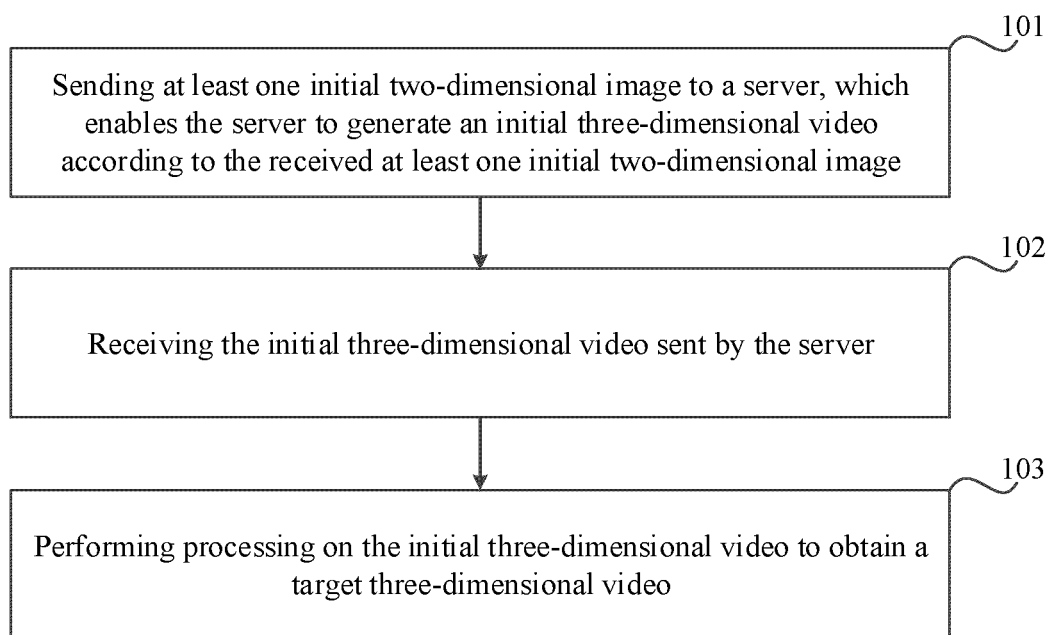 101
Sending at least one initial two-dimensional image to a server, which
enables the server to generate an initial three-dimensional video
according to the received at least one initial two-dimensional image
102
Receiving the initial three-dimensional video sent by the server
103
Performing processing on the initial three-dimensional video to obtain a
target three-dimensional video